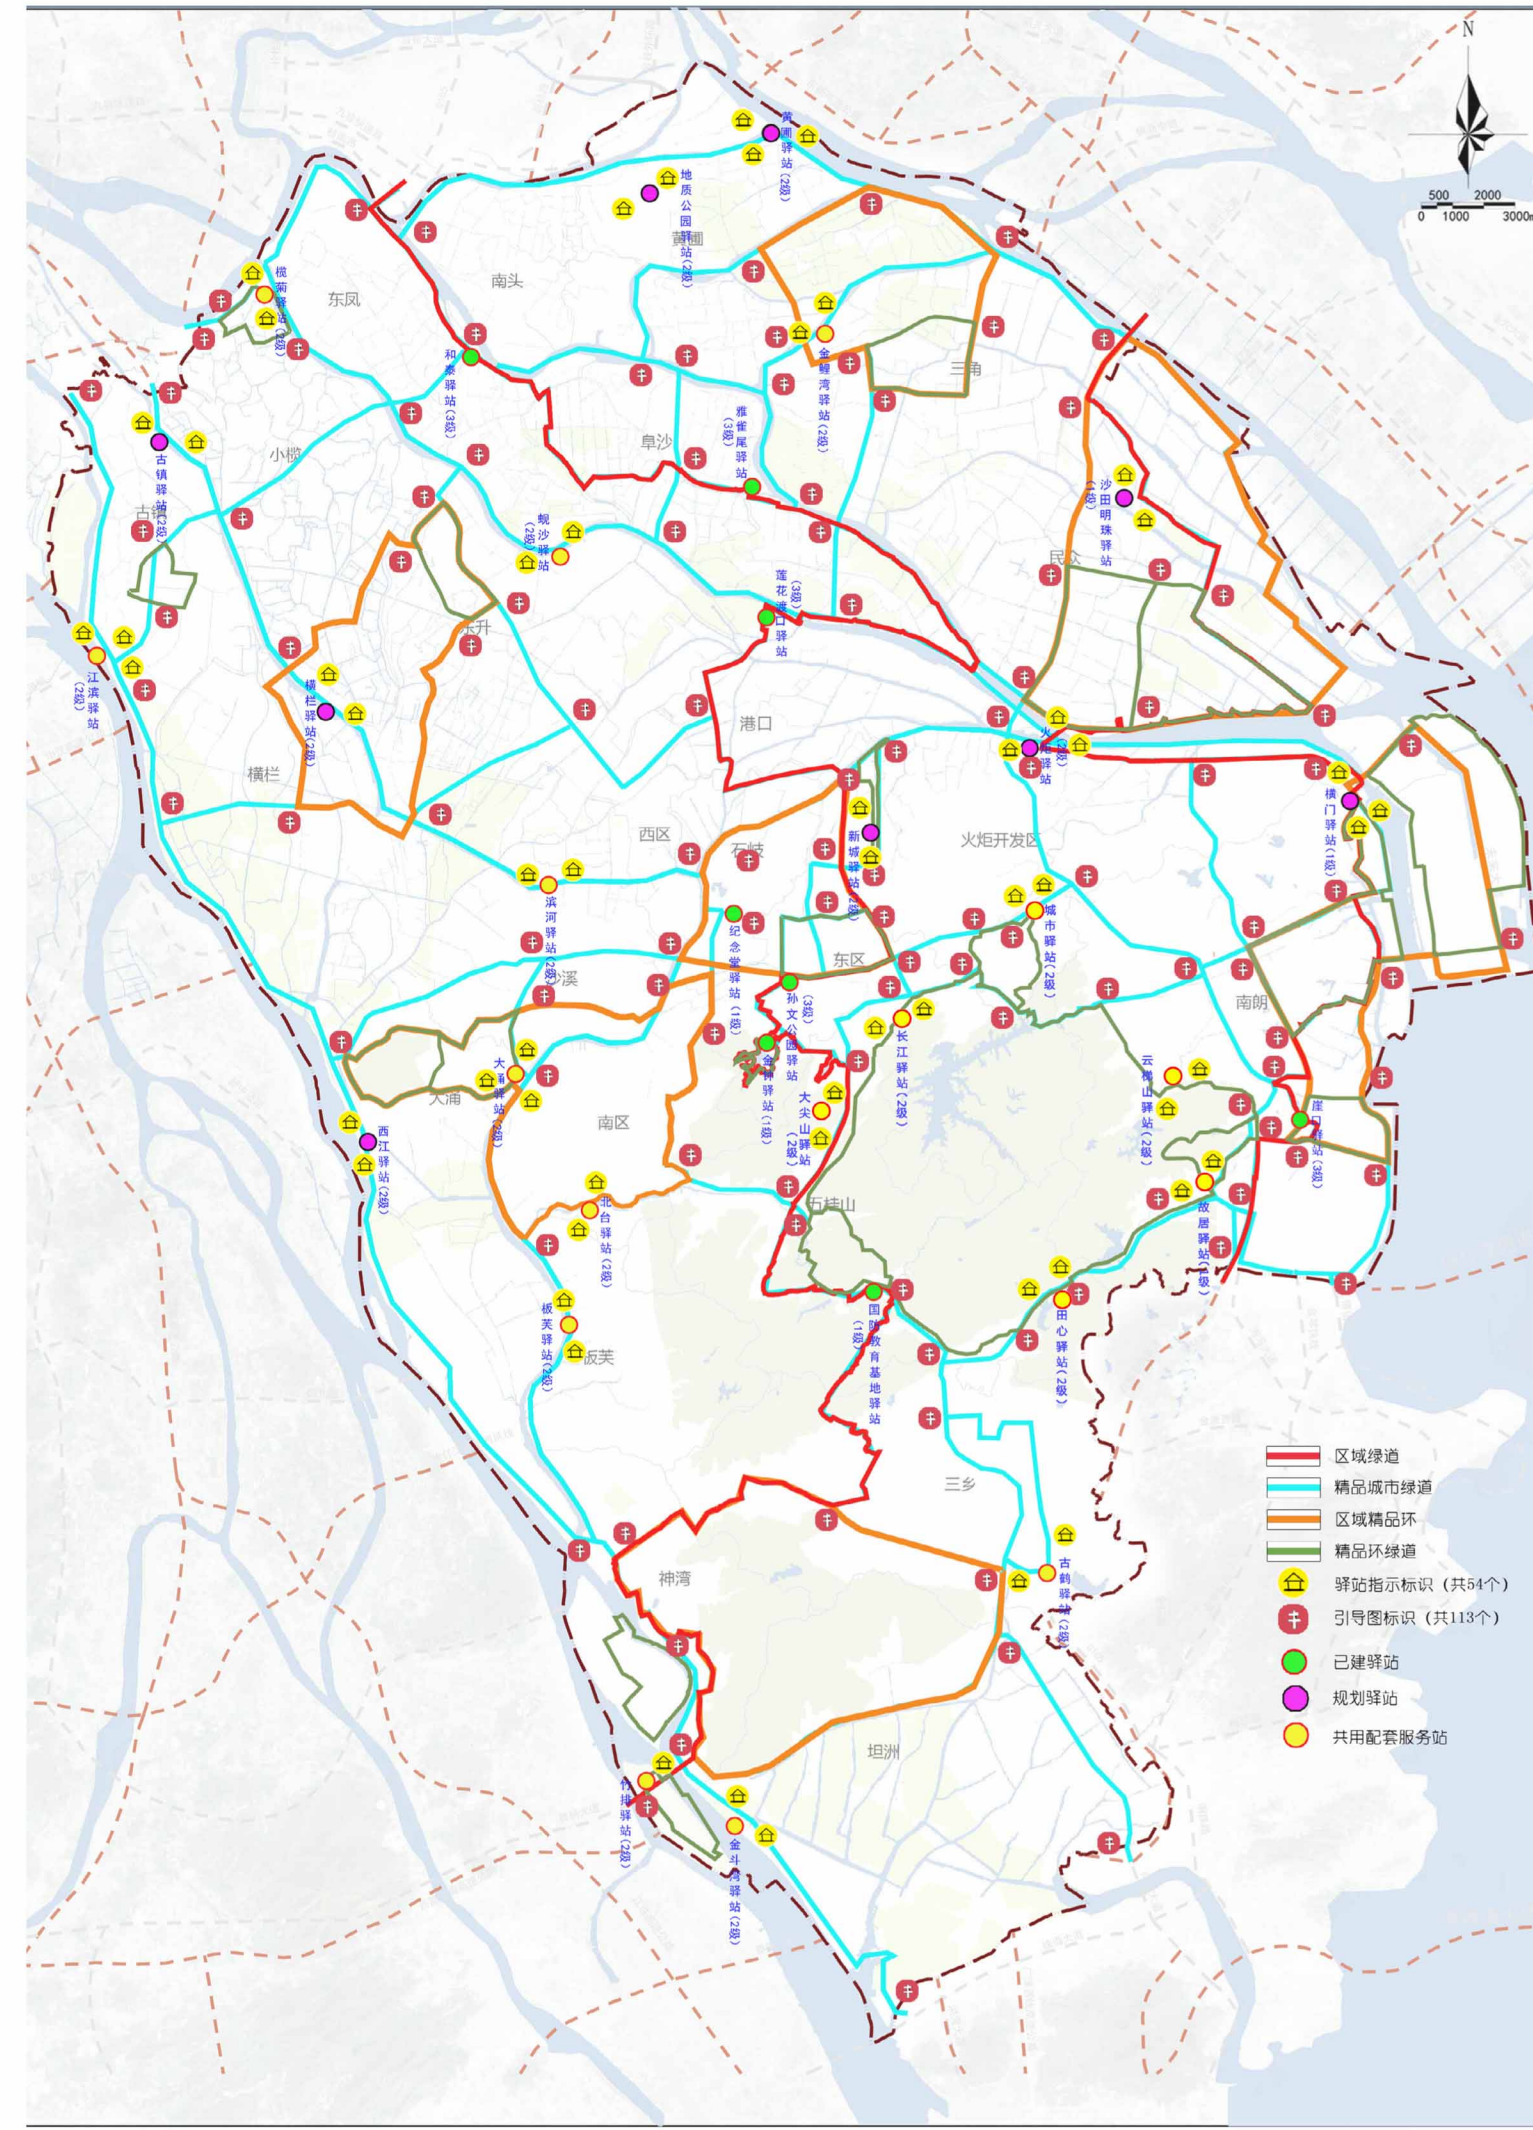 N
500 2000
0 1000 3000m
黄圃驿站(2级)
地质公园驿站(2级)
黄圃
南头
东凤
榄菊驿站(2级)
和泰驿站(3级)
金鲤湾驿站(2级)
三角
雅雀尾驿站(3级)
阜沙
小榄
古镇驿站(2级)
古镇
沙田明珠驿站(1级)
民众
蚬沙驿站(2级)
莲花渡口驿站(3级)
东升
江滨驿站(2级)
横栏驿站(2级)
港口
火炬驿站(2级)
横栏
横门驿站(1级)
西区
石岐
新城驿站(2级)
火炬开发区
滨河驿站(2级)
纪念堂驿站(1级)
城市驿站(2级)
东区
沙溪
南朗
孙文公园驿站(3级)
金钟驿站(1级)
长江驿站(2级)
大涌驿站(2级)
大涌
云梯山驿站(2级)
大尖山驿站(2级)
南区
崖口驿站(3级)
西江驿站(2级)
五桂山
北台驿站(2级)
故居驿站(1级)
板芙驿站(2级)
板芙
国防教育基地驿站(1级)
田心驿站(2级)
三乡
区域绿道
精品城市绿道
区域精品环
精品环绿道
驿站指示标识（共54个）
引导图标识（共113个）
已建驿站
规划驿站
共用配套服务站
古鹤驿站(2级)
神湾
坦洲
竹排驿站(2级)
金斗湾驿站(2级)